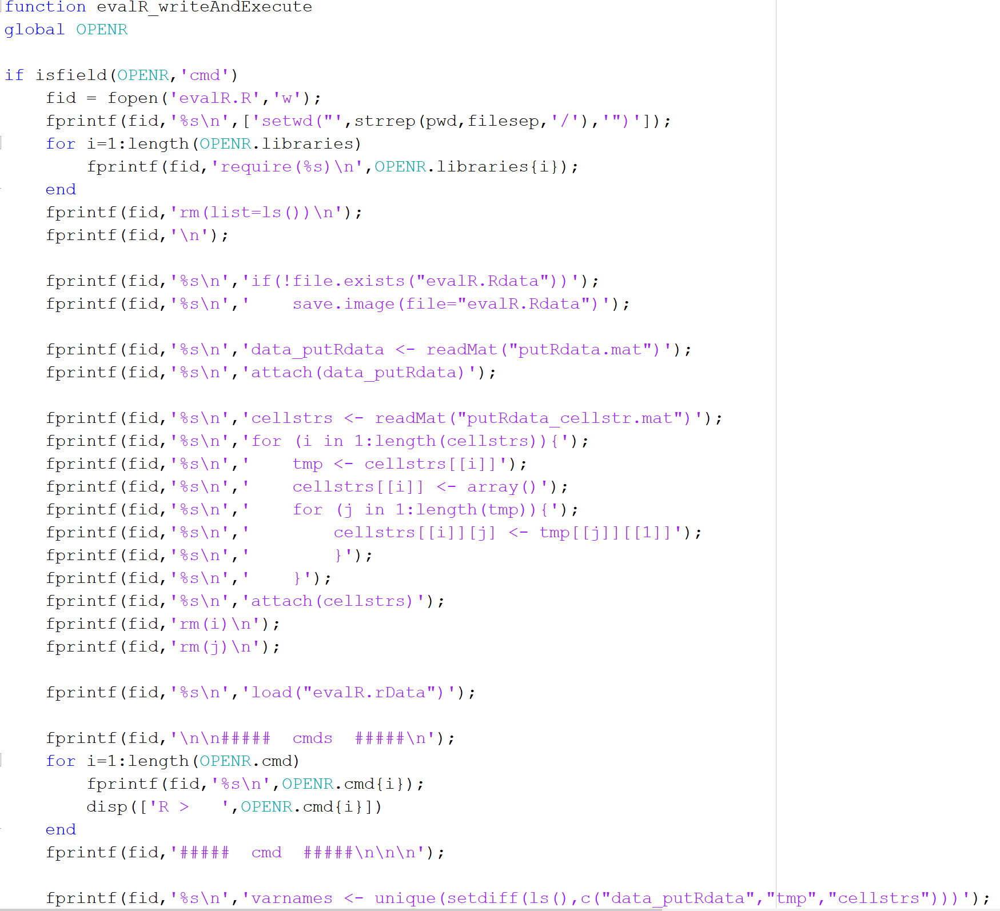 function evalR_writeAndExecute
global OPENR
if isfield(OPENR,'cmd')
    fid = fopen('evalR.R','w');
    fprintf(fid,'%s\n',['setwd("',strrep(pwd,filesep,'/'),'")']);
    for i=1:length(OPENR.libraries)
        fprintf(fid,'require(%s)\n',OPENR.libraries{i});
    end
    fprintf(fid,'rm(list=ls())\n');
    fprintf(fid,'\n');
    fprintf(fid,'%s\n','if(!file.exists("evalR.Rdata"))');
    fprintf(fid,'%s\n','    save.image(file="evalR.Rdata")');
    fprintf(fid,'%s\n','data_putRdata <- readMat("putRdata.mat")');
    fprintf(fid,'%s\n','attach(data_putRdata)');
    fprintf(fid,'%s\n','cellstrs <- readMat("putRdata_cellstr.mat")');
    fprintf(fid,'%s\n','for (i in 1:length(cellstrs)){');
    fprintf(fid,'%s\n','    tmp <- cellstrs[[i]]');
    fprintf(fid,'%s\n','    cellstrs[[i]] <- array()');
    fprintf(fid,'%s\n','    for (j in 1:length(tmp)){');
    fprintf(fid,'%s\n','        cellstrs[[i]][j] <- tmp[[j]][[1]]');
    fprintf(fid,'%s\n','        }');
    fprintf(fid,'%s\n','    }');
    fprintf(fid,'%s\n','attach(cellstrs)');
    fprintf(fid,'rm(i)\n');
    fprintf(fid,'rm(j)\n');
    fprintf(fid,'%s\n','load("evalR.rData")');
    fprintf(fid,'\n\n#####  cmds  #####\n');
    for i=1:length(OPENR.cmd)
        fprintf(fid,'%s\n',OPENR.cmd{i});
        disp(['R >   ',OPENR.cmd{i}])
    end
    fprintf(fid,'#####  cmd  #####\n\n\n');
    fprintf(fid,'%s\n','varnames <- unique(setdiff(ls(),c("data_putRdata","tmp","cellstrs")))');